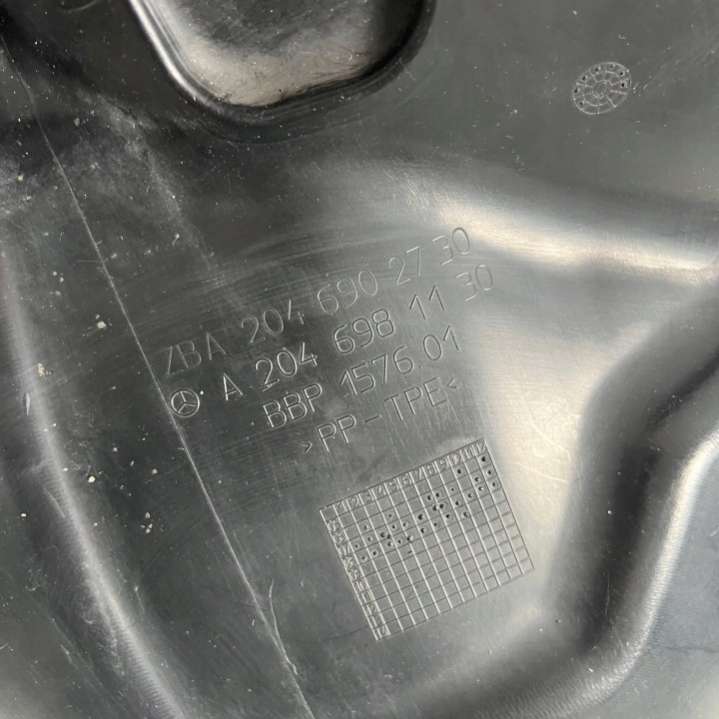 ZBA 204 690 27 30
A 204 698 11 30
BBP 1576.01
>PP-TPE<